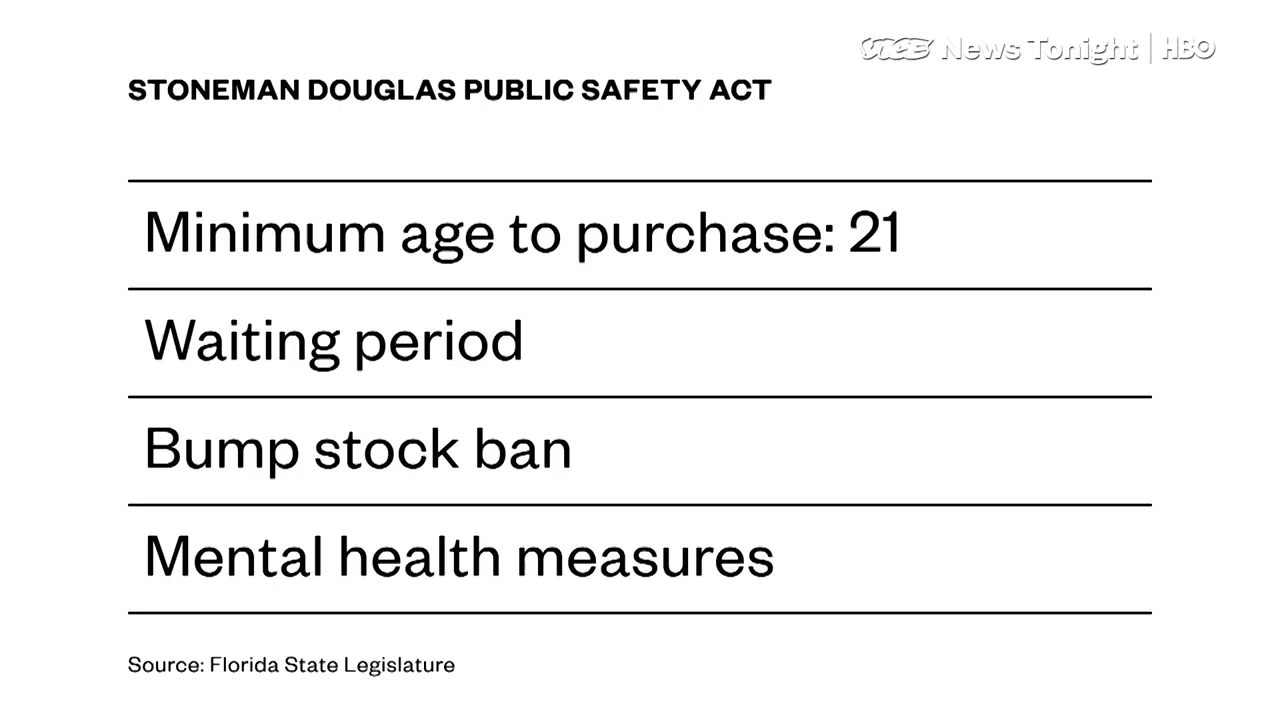 VICE News Tonight | HBO
STONEMAN DOUGLAS PUBLIC SAFETY ACT
Minimum age to purchase: 21
Waiting period
Bump stock ban
Mental health measures
Source: Florida State Legislature